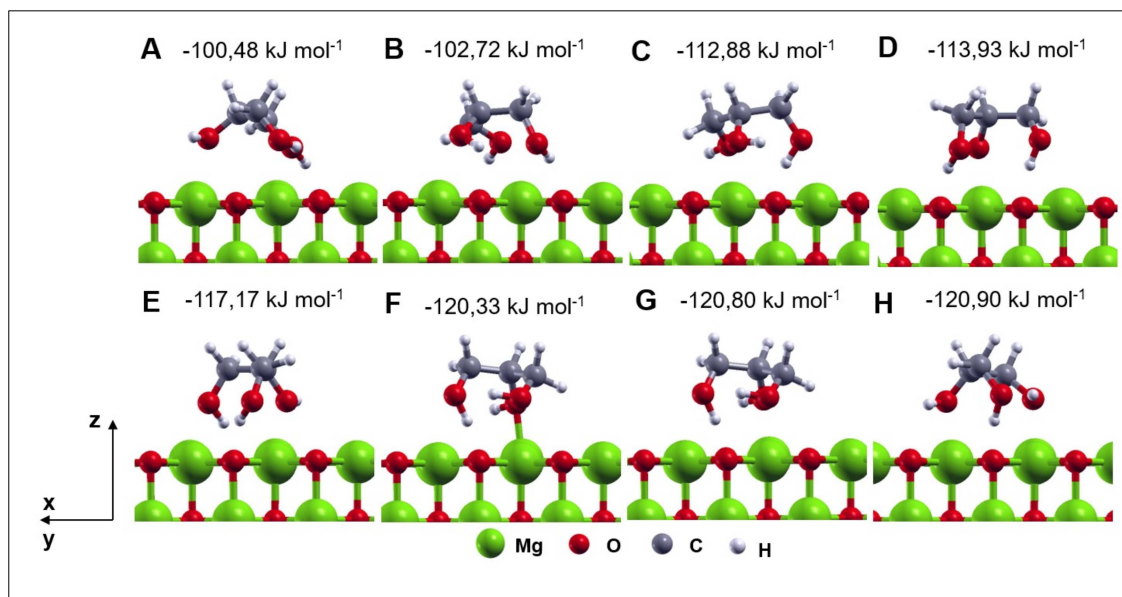 A -100,48 kJ mol⁻¹
B -102,72 kJ mol⁻¹
C -112,88 kJ mol⁻¹
D -113,93 kJ mol⁻¹
E -117,17 kJ mol⁻¹
F -120,33 kJ mol⁻¹
G -120,80 kJ mol⁻¹
H -120,90 kJ mol⁻¹
z
x
y
Mg O C H